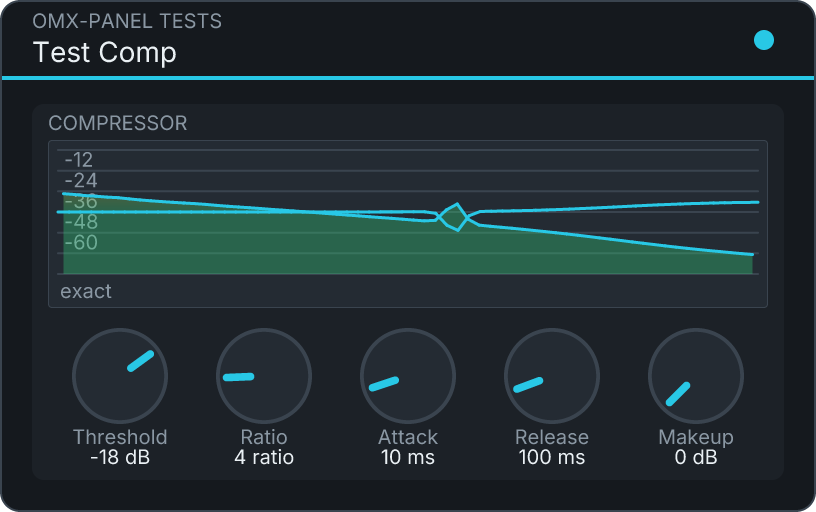 OMX-PANEL TESTS
Test Comp
COMPRESSOR
-12
-24
-36
-48
-60
exact
Threshold Ratio Attack Release Makeup
-18 dB 4 ratio 10 ms 100 ms 0 dB